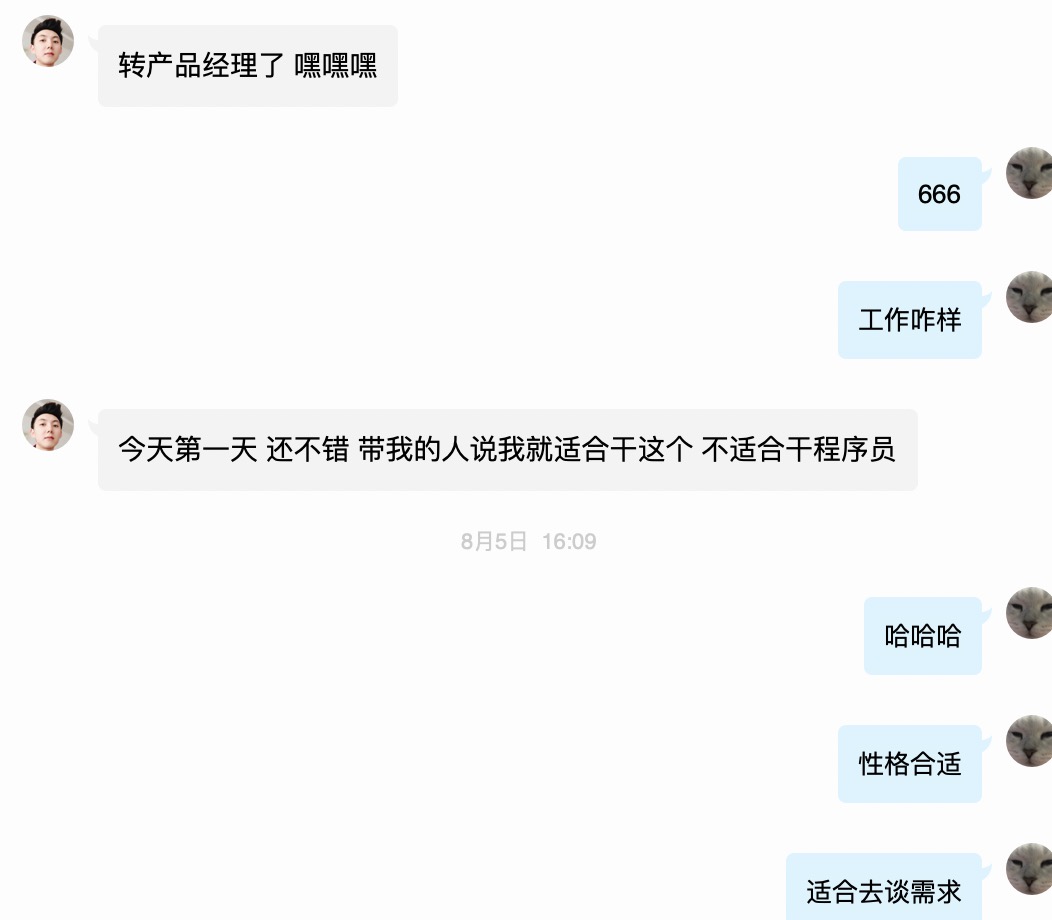 转产品经理了 嘿嘿嘿
666
工作咋样
今天第一天 还不错 带我的人说我就适合干这个 不适合干程序员
8月5日 16:09
哈哈哈
性格合适
适合去谈需求